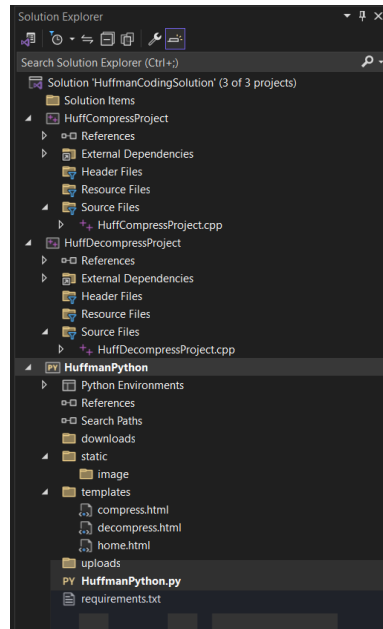 Solution Explorer
Search Solution Explorer (Ctrl+;)
Solution 'HuffmanCodingSolution' (3 of 3 projects)
Solution Items
HuffCompressProject
References
External Dependencies
Header Files
Resource Files
Source Files
++ HuffCompressProject.cpp
HuffDecompressProject
References
External Dependencies
Header Files
Resource Files
Source Files
++ HuffDecompressProject.cpp
PY HuffmanPython
Python Environments
References
Search Paths
downloads
static
image
templates
compress.html
decompress.html
home.html
uploads
PY HuffmanPython.py
requirements.txt